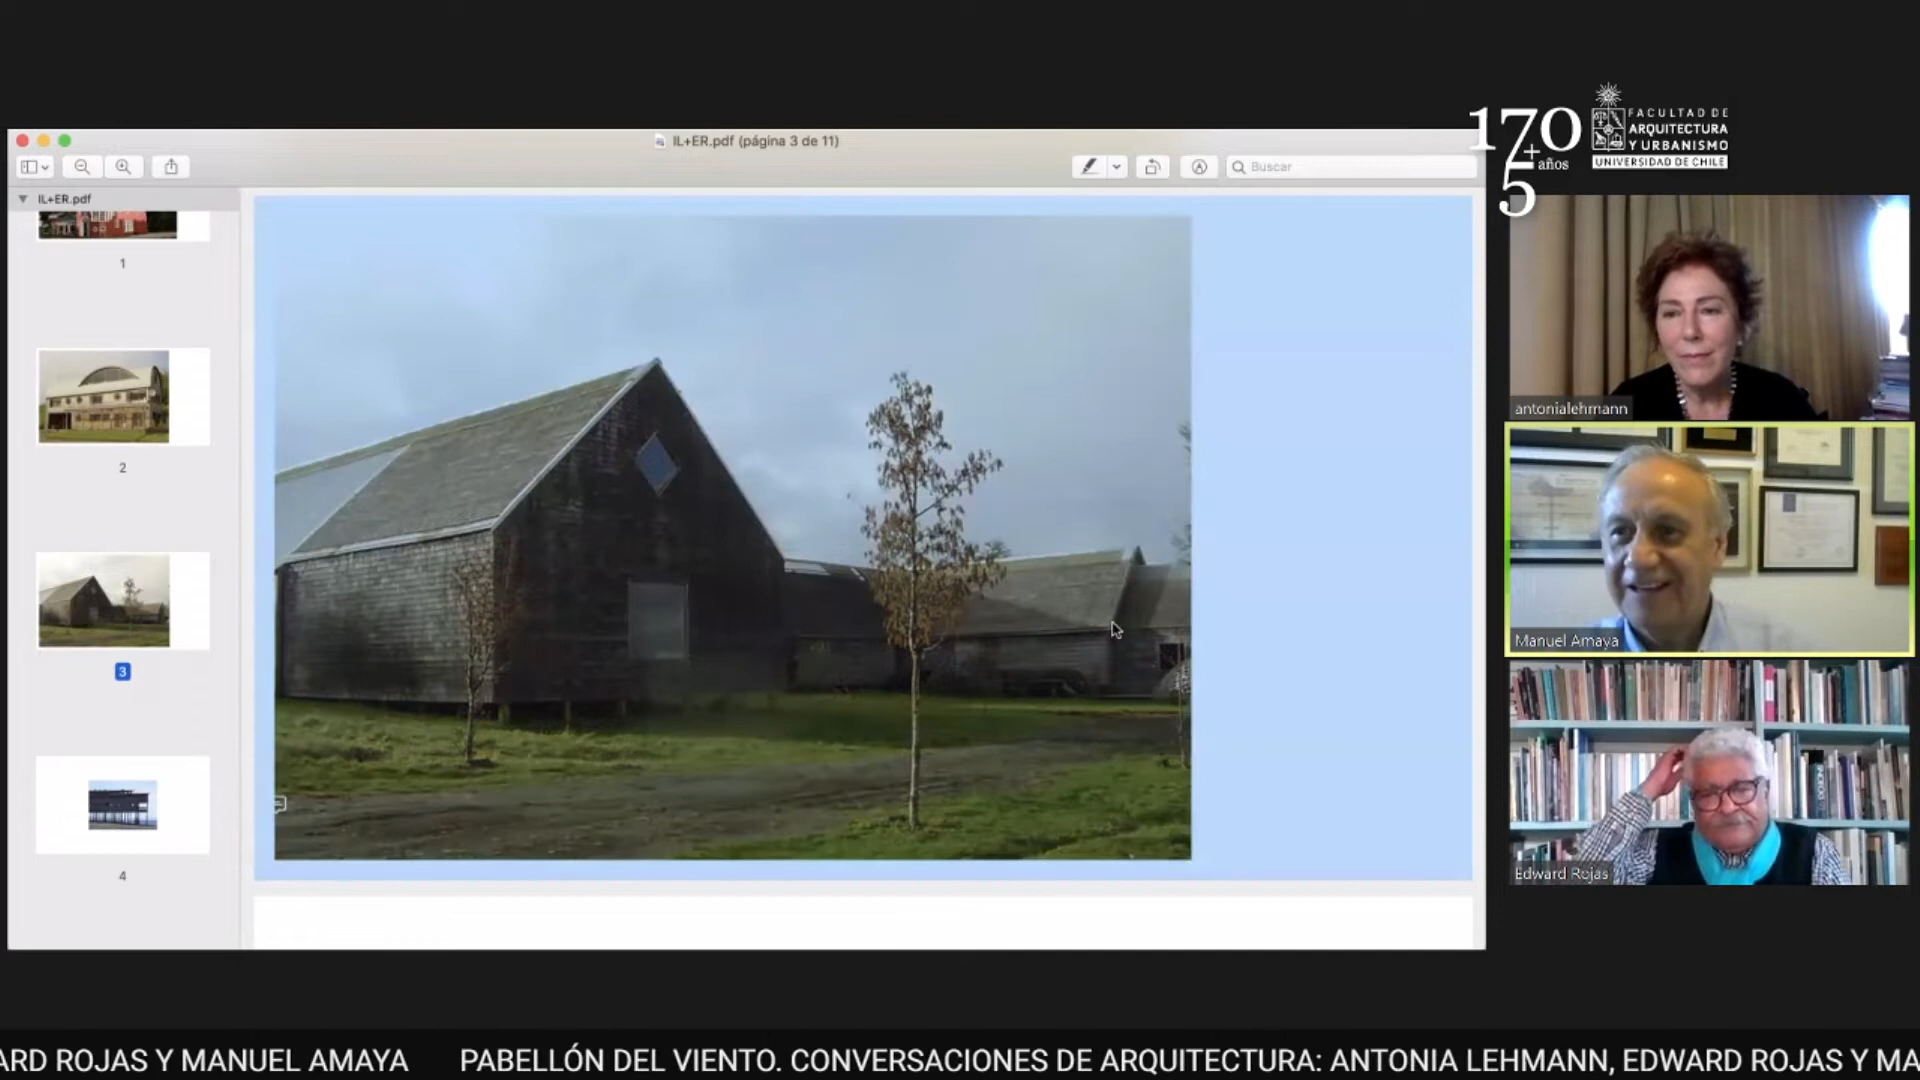 IL+ER.pdf (página 3 de 11)
Buscar
IL+ER.pdf
1
2
3
4
170
+
5
años
FACULTAD DE
ARQUITECTURA
Y URBANISMO
UNIVERSIDAD DE CHILE
antonialehmann
Manuel Amaya
Edward Rojas
ARD ROJAS Y MANUEL AMAYA PABELLÓN DEL VIENTO. CONVERSACIONES DE ARQUITECTURA: ANTONIA LEHMANN, EDWARD ROJAS Y MA